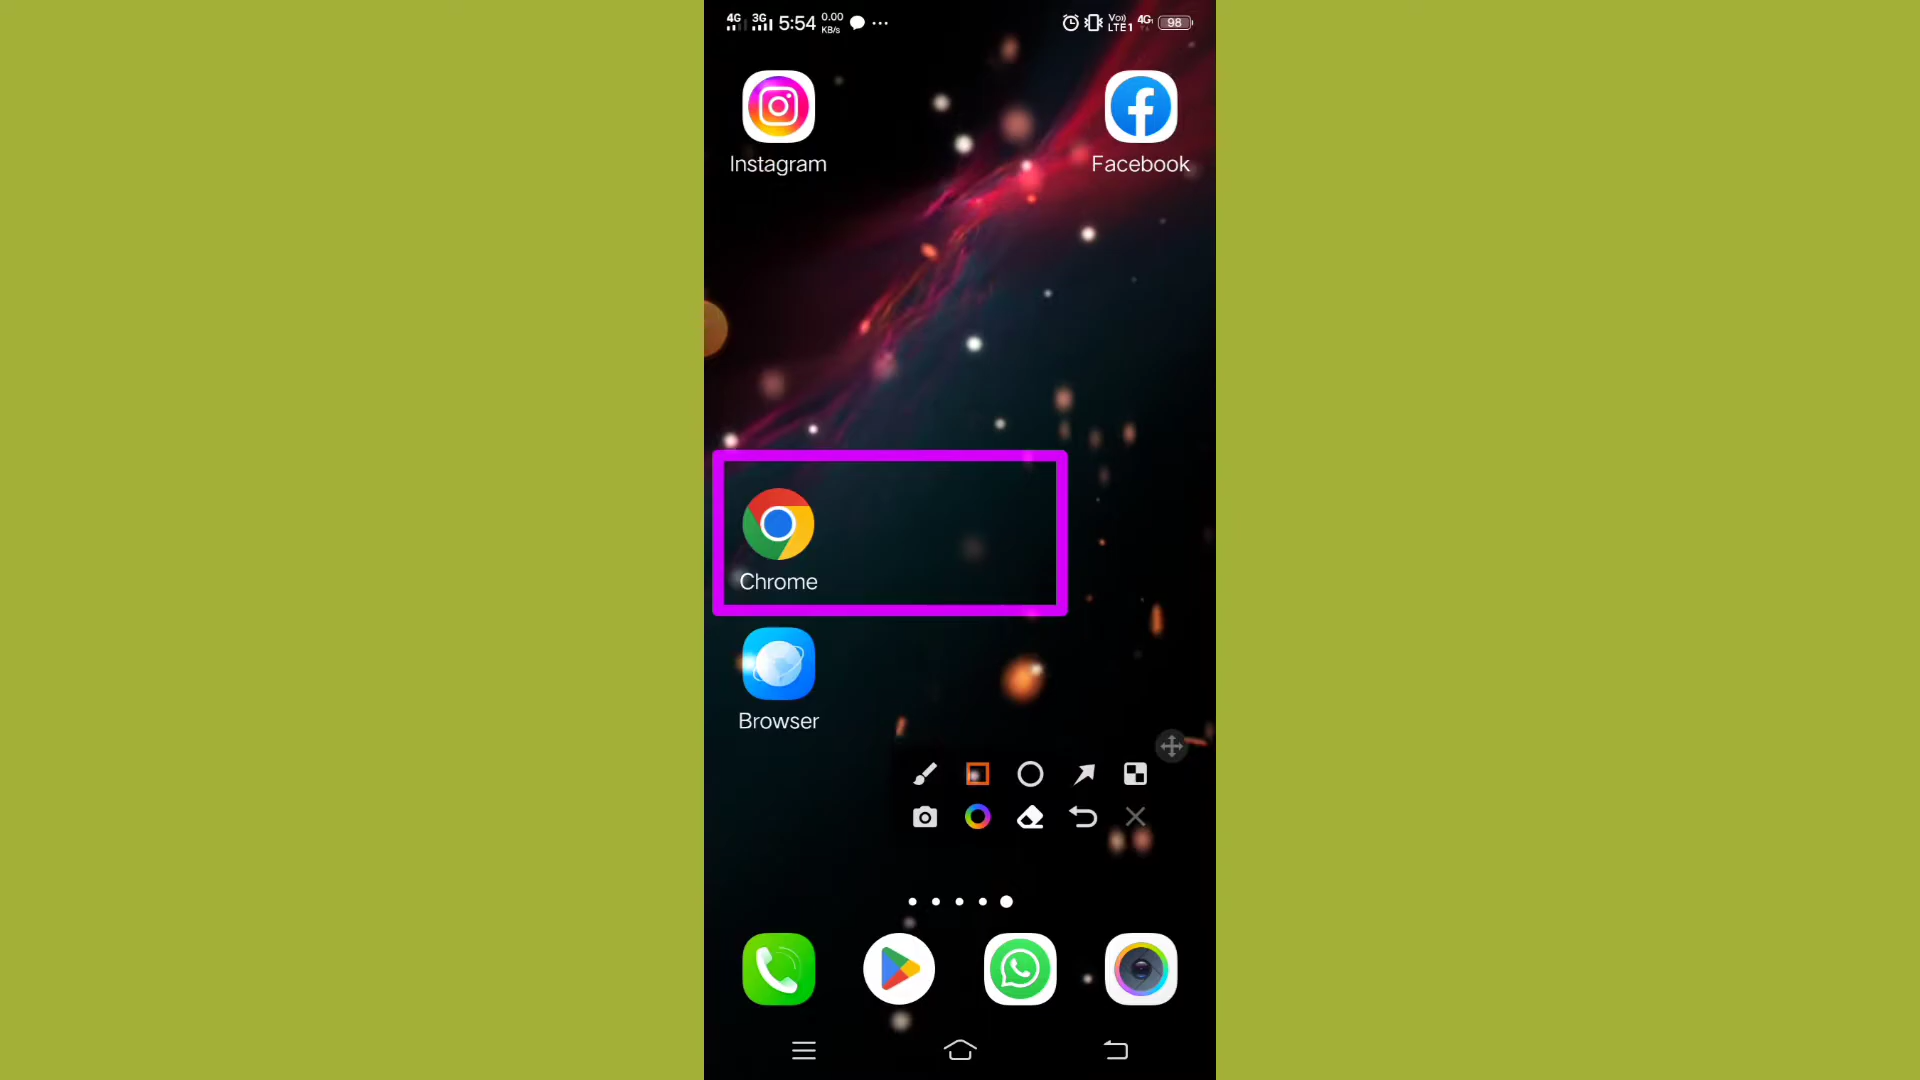 4G 3G 5:54 0.00 KB/s ... Vo) LTE1 4G 98
Instagram Facebook
Chrome
Browser